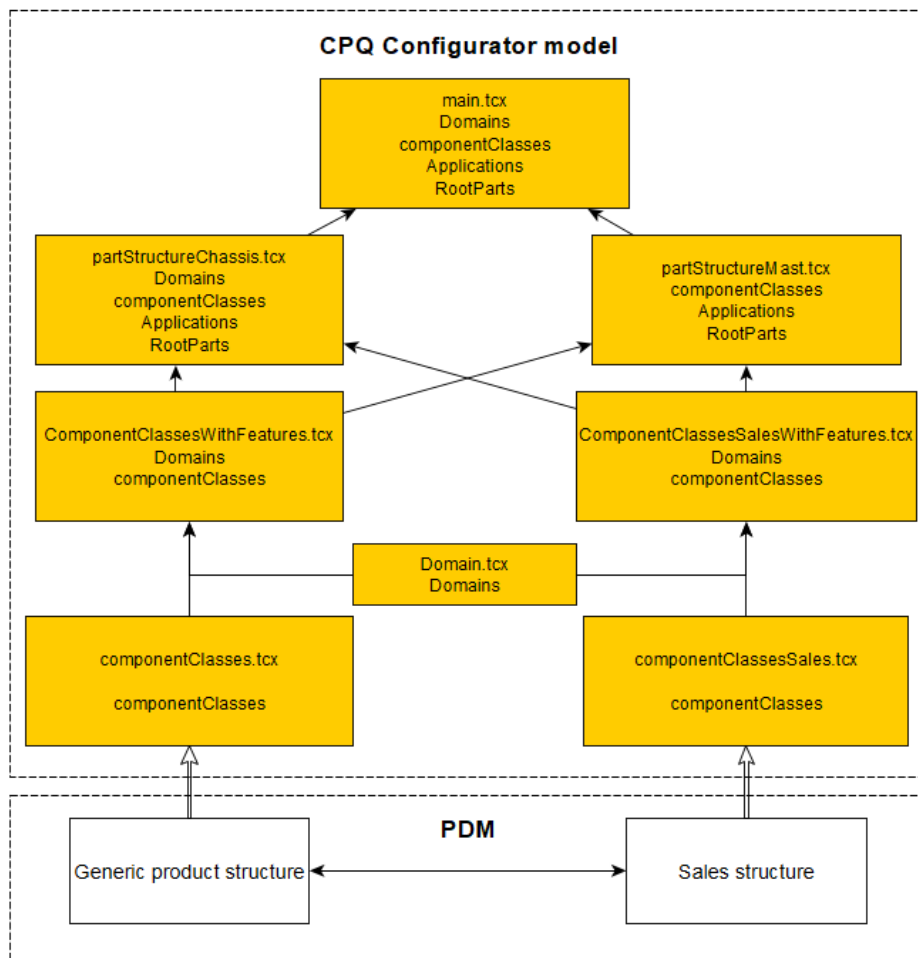 CPQ Configurator model
main.tcx
Domains
componentClasses
Applications
RootParts
partStructureChassis.tcx
Domains
componentClasses
Applications
RootParts
partStructureMast.tcx
componentClasses
Applications
RootParts
ComponentClassesWithFeatures.tcx
Domains
componentClasses
ComponentClassesSalesWithFeatures.tcx
Domains
componentClasses
Domain.tcx
Domains
componentClasses.tcx
componentClasses
componentClassesSales.tcx
componentClasses
PDM
Generic product structure
Sales structure